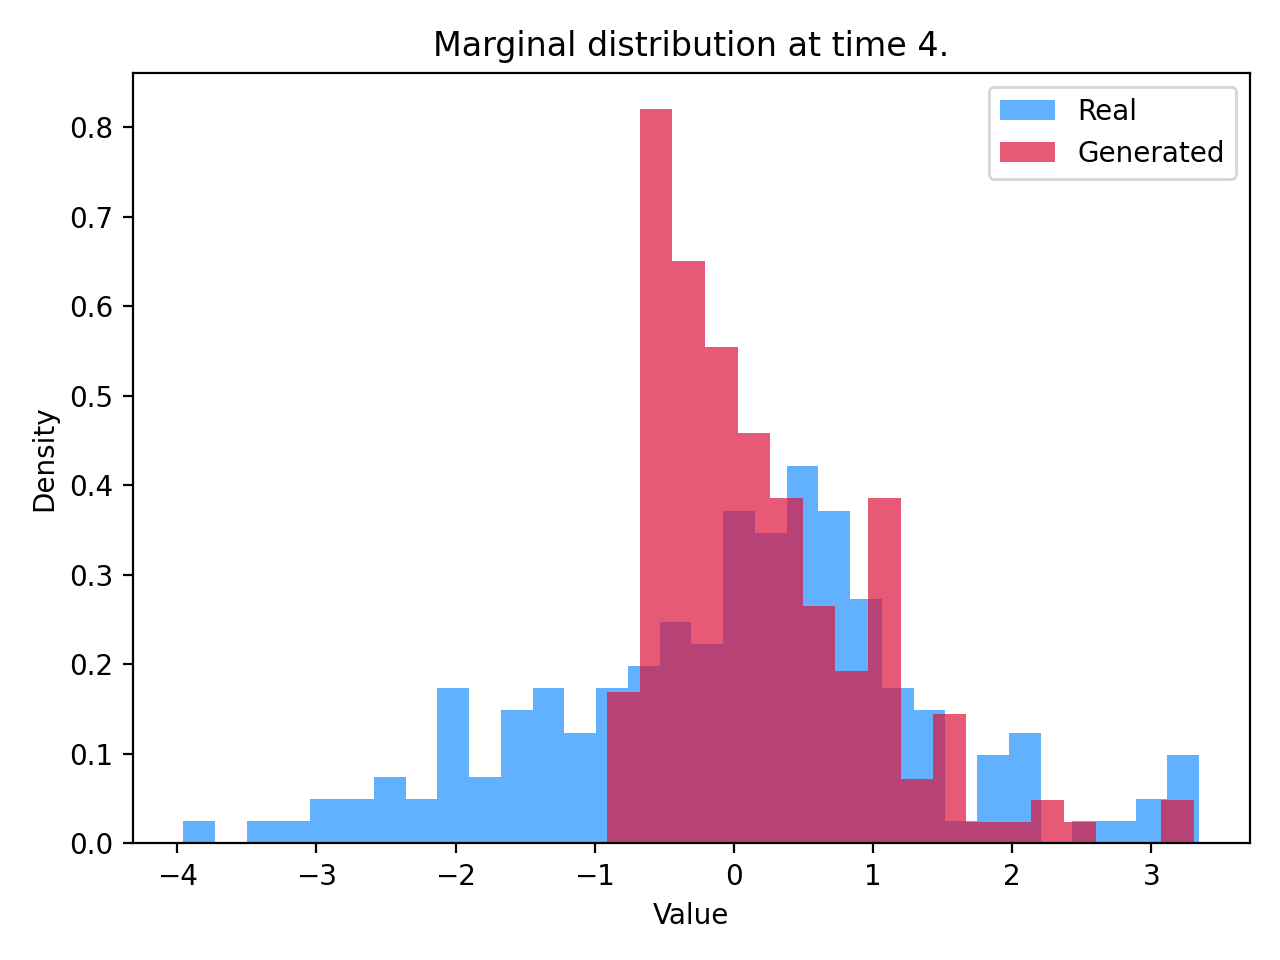 Marginal distribution at time 4.
Real
Generated
Density
0.8
0.7
0.6
0.5
0.4
0.3
0.2
0.1
0.0
−4 −3 −2 −1 0 1 2 3
Value